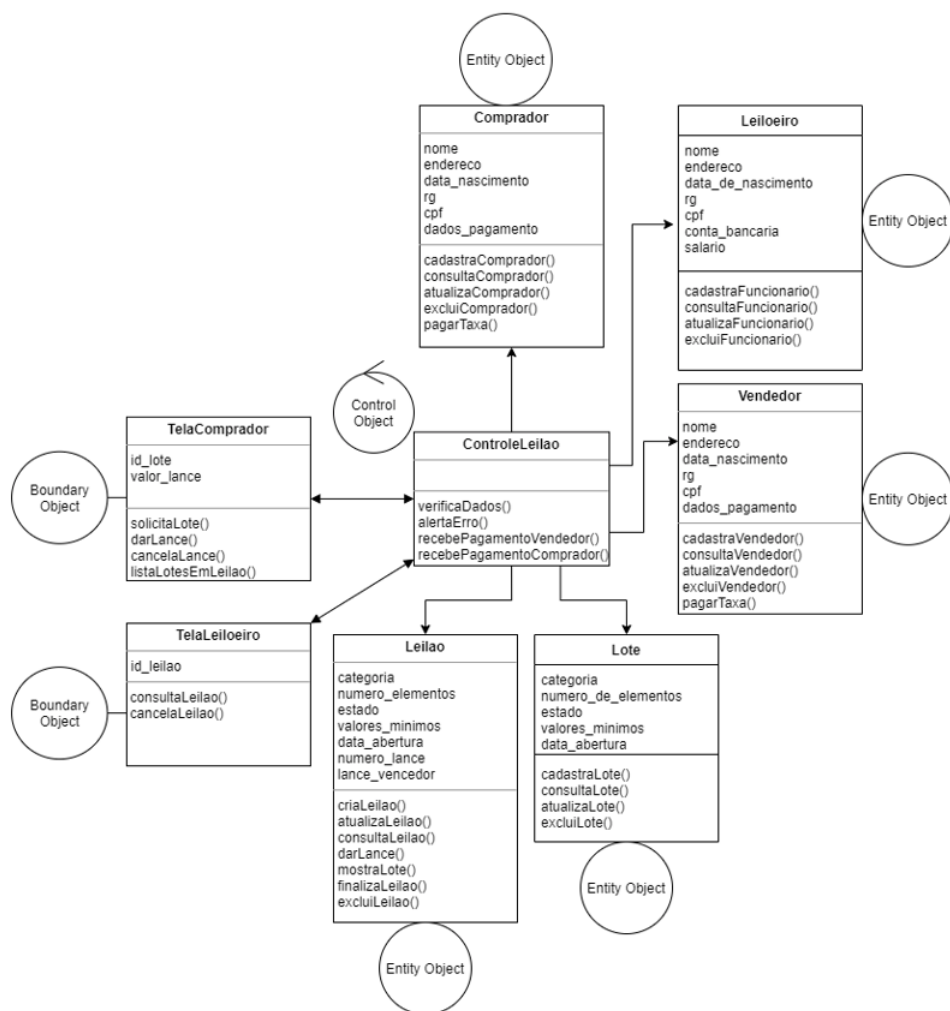 Entity Object
Comprador
nome
endereco
data_nascimento
rg
cpf
dados_pagamento
cadastraComprador()
consultaComprador()
atualizaComprador()
excluiComprador()
pagarTaxa()
Leiloeiro
nome
endereco
data_de_nascimento
rg
cpf
conta_bancaria
salario
cadastraFuncionario()
consultaFuncionario()
atualizaFuncionario()
excluiFuncionario()
Entity Object
Control
Object
TelaComprador
id_lote
valor_lance
solicitaLote()
darLance()
cancelaLance()
listaLotesEmLeilao()
Boundary
Object
ControleLeilao
verificaDados()
alertaErro()
recebePagamentoVendedor()
recebePagamentoComprador()
Vendedor
nome
endereco
data_nascimento
rg
cpf
dados_pagamento
cadastraVendedor()
consultaVendedor()
atualizaVendedor()
excluiVendedor()
pagarTaxa()
Entity Object
TelaLeiloeiro
id_leilao
consultaLeilao()
cancelaLeilao()
Boundary
Object
Leilao
categoria
numero_elementos
estado
valores_minimos
data_abertura
numero_lance
lance_vencedor
criaLeilao()
atualizaLeilao()
consultaLeilao()
darLance()
mostraLote()
finalizaLeilao()
excluiLeilao()
Entity Object
Lote
categoria
numero_de_elementos
estado
valores_minimos
data_abertura
cadastraLote()
consultaLote()
atualizaLote()
excluiLote()
Entity Object